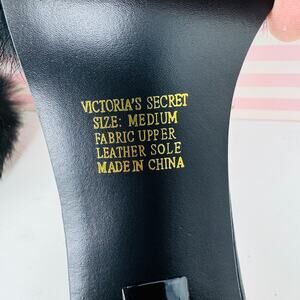 VICTORIA'S SECRET
SIZE: MEDIUM
FABRIC UPPER
LEATHER SOLE
MADE IN CHINA